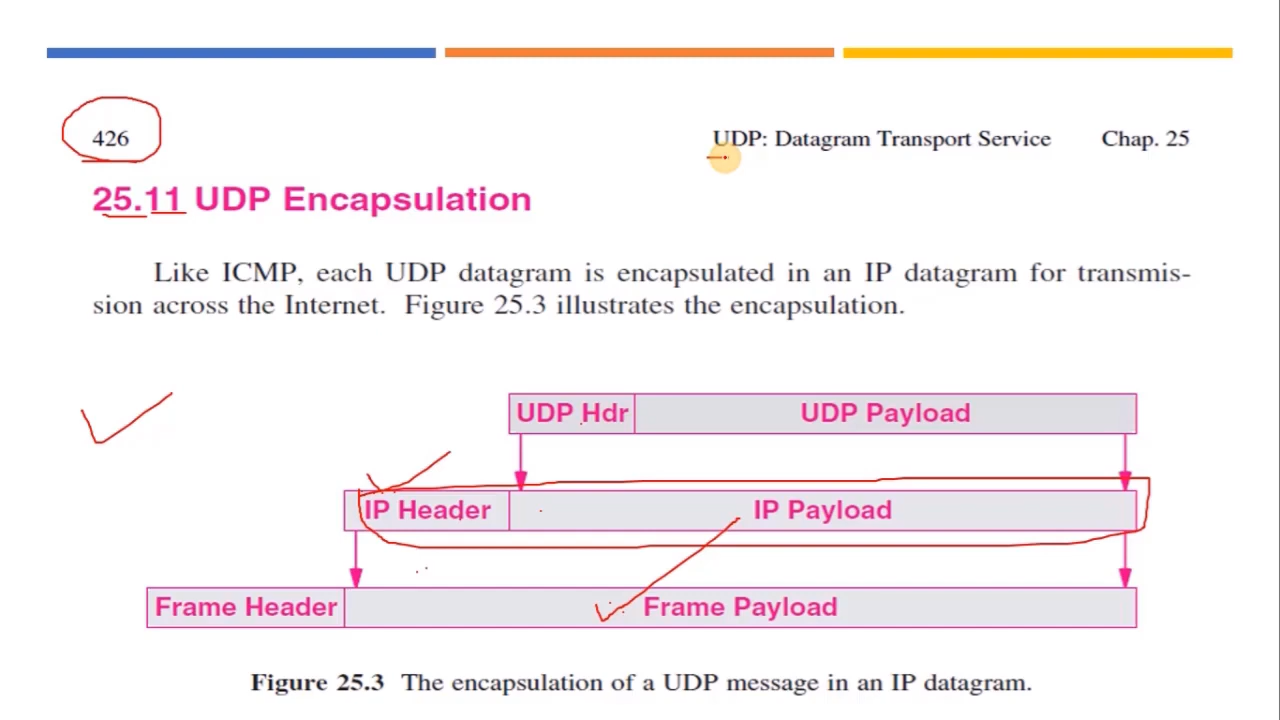 426 UDP: Datagram Transport Service Chap. 25
25.11 UDP Encapsulation
Like ICMP, each UDP datagram is encapsulated in an IP datagram for transmis-
sion across the Internet. Figure 25.3 illustrates the encapsulation.
UDP Hdr UDP Payload
IP Header IP Payload
Frame Header Frame Payload
Figure 25.3 The encapsulation of a UDP message in an IP datagram.